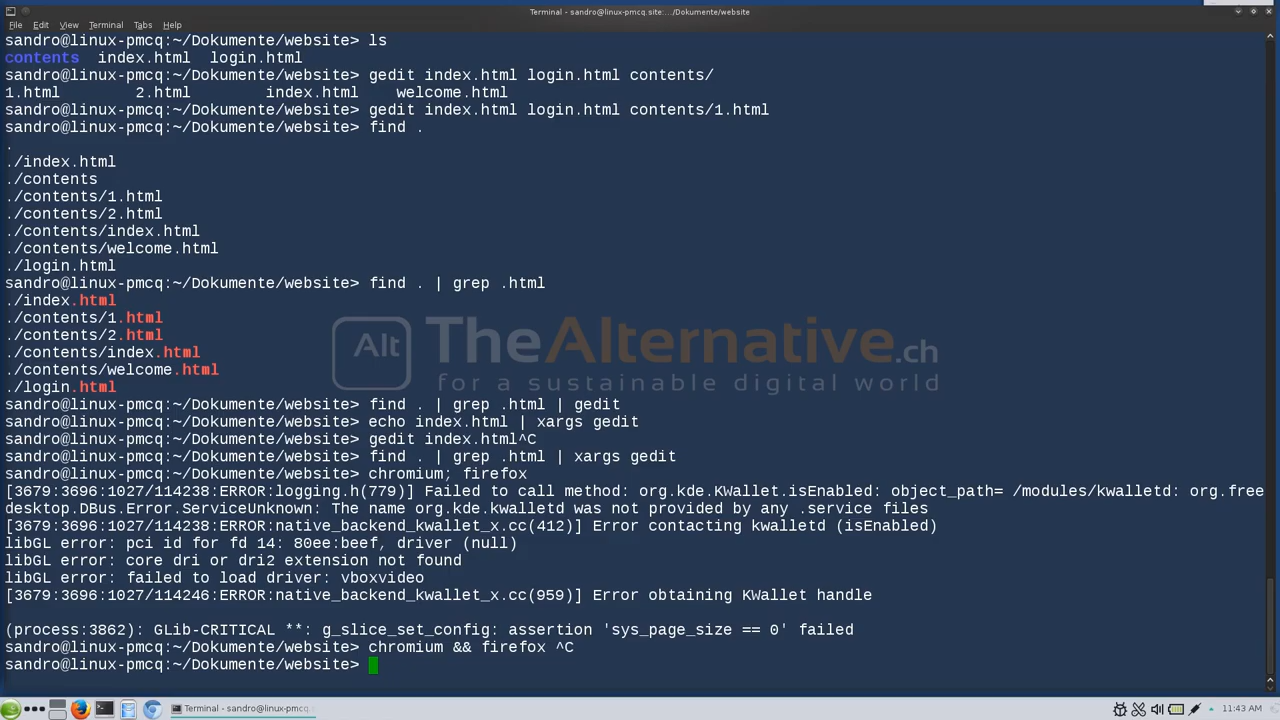 Terminal - sandro@linux-pmcq.site:.../Dokumente/website
File Edit View Terminal Tabs Help
sandro@linux-pmcq:~/Dokumente/website> ls
contents  index.html  login.html
sandro@linux-pmcq:~/Dokumente/website> gedit index.html login.html contents/
1.html        2.html        index.html    welcome.html
sandro@linux-pmcq:~/Dokumente/website> gedit index.html login.html contents/1.html
sandro@linux-pmcq:~/Dokumente/website> find .
.
./index.html
./contents
./contents/1.html
./contents/2.html
./contents/index.html
./contents/welcome.html
./login.html
sandro@linux-pmcq:~/Dokumente/website> find . | grep .html
./index.html
./contents/1.html
./contents/2.html
./contents/index.html
./contents/welcome.html
./login.html
Alt TheAlternative.ch
for a sustainable digital world
sandro@linux-pmcq:~/Dokumente/website> find . | grep .html | gedit
sandro@linux-pmcq:~/Dokumente/website> echo index.html | xargs gedit
sandro@linux-pmcq:~/Dokumente/website> gedit index.html^C
sandro@linux-pmcq:~/Dokumente/website> find . | grep .html | xargs gedit
sandro@linux-pmcq:~/Dokumente/website> chromium; firefox
[3679:3696:1027/114238:ERROR:logging.h(779)] Failed to call method: org.kde.KWallet.isEnabled: object_path= /modules/kwalletd: org.free
desktop.DBus.Error.ServiceUnknown: The name org.kde.kwalletd was not provided by any .service files
[3679:3696:1027/114238:ERROR:native_backend_kwallet_x.cc(412)] Error contacting kwalletd (isEnabled)
libGL error: pci id for fd 14: 80ee:beef, driver (null)
libGL error: core dri or dri2 extension not found
libGL error: failed to load driver: vboxvideo
[3679:3696:1027/114246:ERROR:native_backend_kwallet_x.cc(959)] Error obtaining KWallet handle
(process:3862): GLib-CRITICAL **: g_slice_set_config: assertion 'sys_page_size == 0' failed
sandro@linux-pmcq:~/Dokumente/website> chromium && firefox ^C
sandro@linux-pmcq:~/Dokumente/website>
Terminal - sandro@linux-pmcq.
11:43 AM